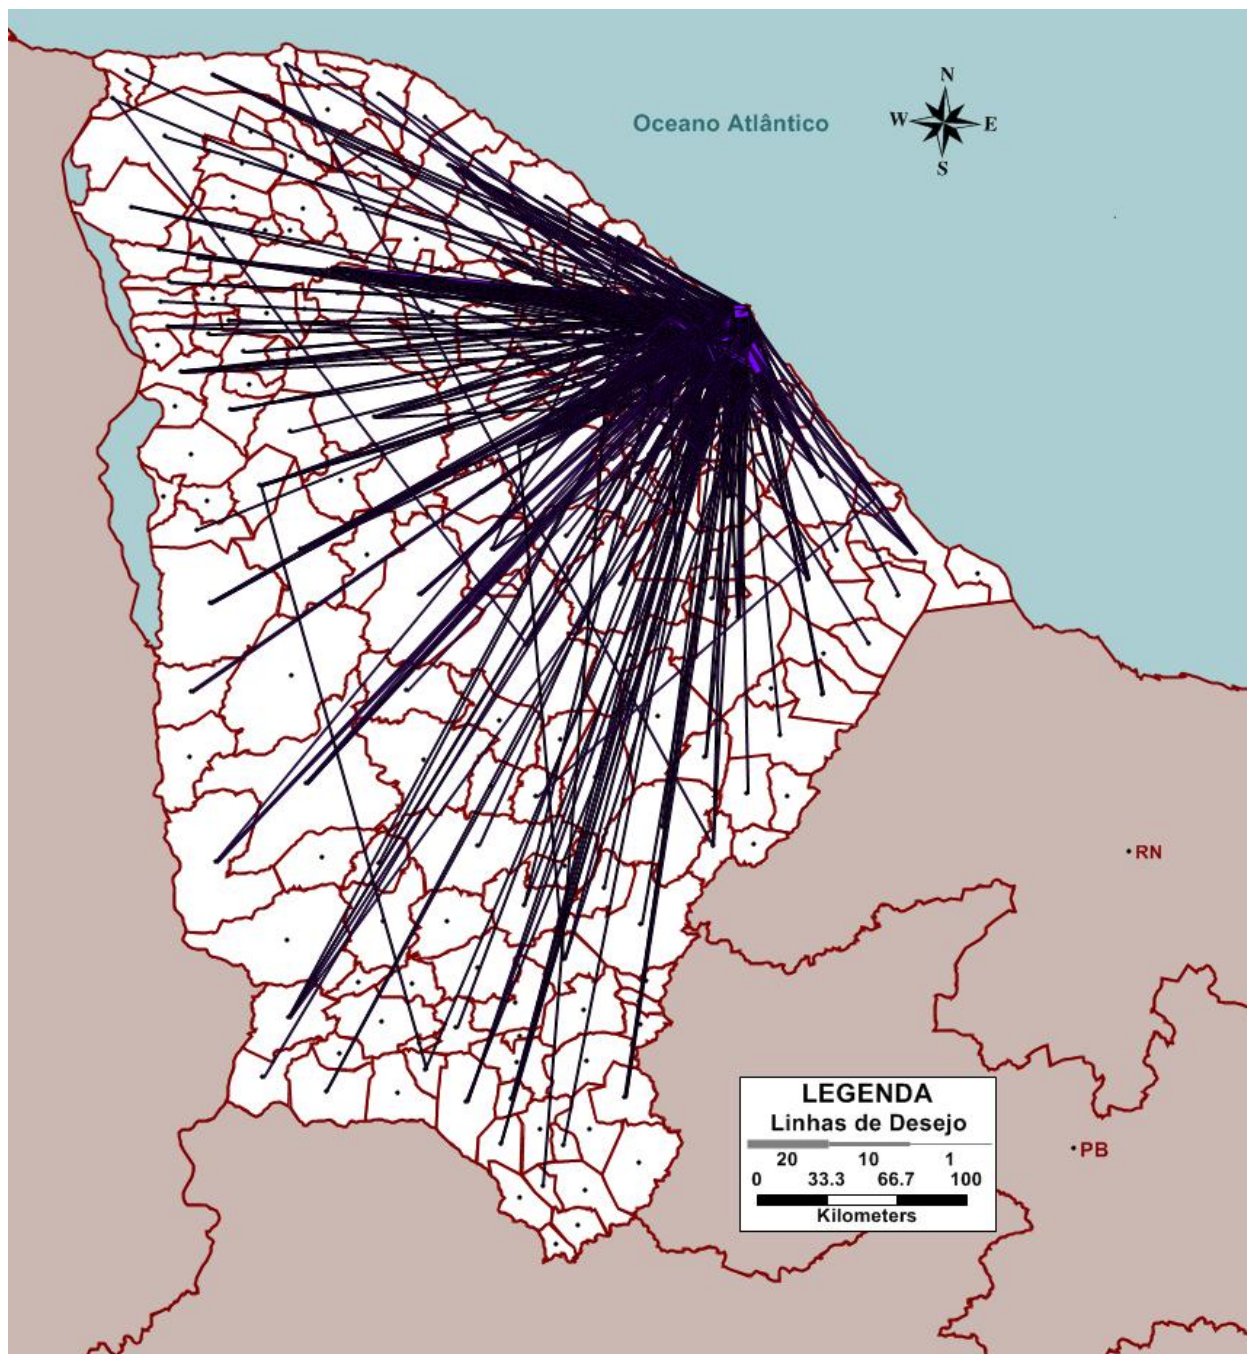 N
Oceano Atlântico
W
E
S
RN
LEGENDA
Linhas de Desejo
20 10 1
0 33.3 66.7 100
Kilometers
PB